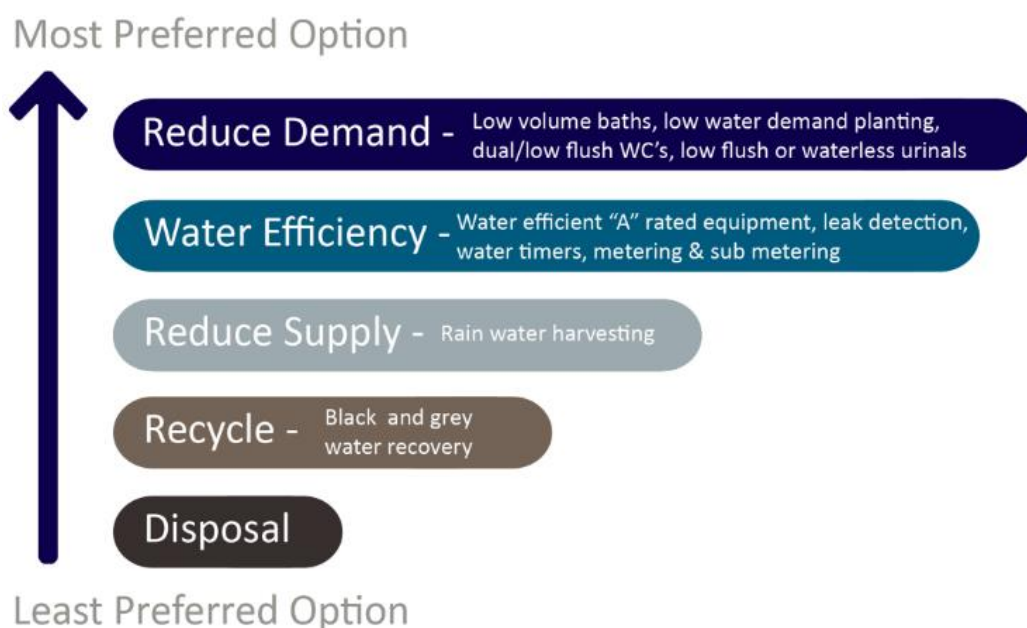 Most Preferred Option
Reduce Demand - Low volume baths, low water demand planting,
dual/low flush WC's, low flush or waterless urinals
Water Efficiency - Water efficient “A” rated equipment, leak detection,
water timers, metering & sub metering
Reduce Supply - Rain water harvesting
Recycle - Black and grey
water recovery
Disposal
Least Preferred Option